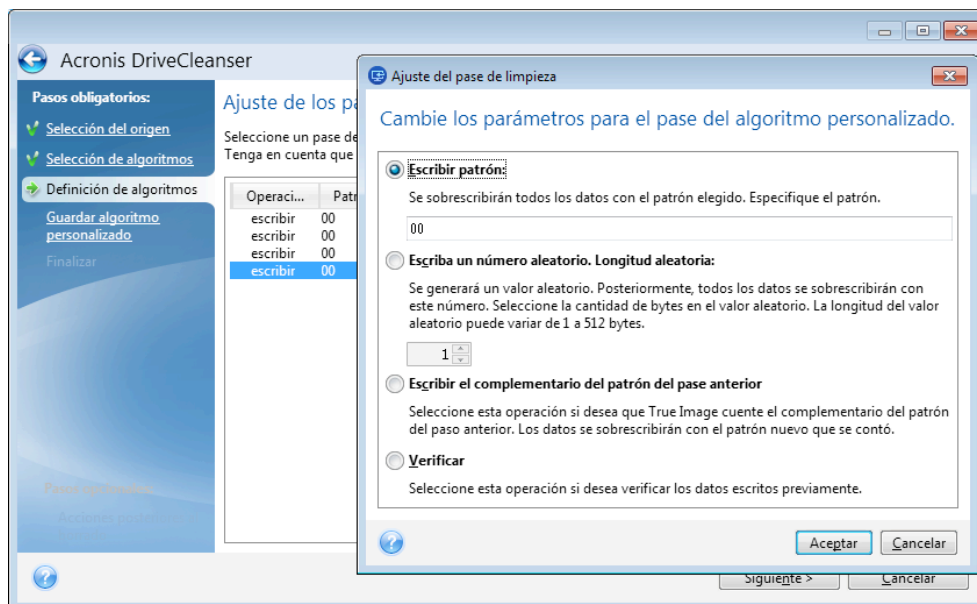 Acronis DriveCleanser
Pasos obligatorios:
Selección del origen
Selección de algoritmos
Definición de algoritmos
Guardar algoritmo
personalizado
Finalizar
Ajuste de los
Seleccione un pase de
Tenga en cuenta que
Operaci...
escribir 00
escribir 00
escribir 00
escribir 00
Ajuste del pase de limpieza
Cambie los parámetros para el pase del algoritmo personalizado.
Escribir patrón:
Se sobrescribirán todos los datos con el patrón elegido. Especifique el patrón.
00
Escriba un número aleatorio. Longitud aleatoria:
Se generará un valor aleatorio. Posteriormente, todos los datos se sobrescribirán con
este número. Seleccione la cantidad de bytes en el valor aleatorio. La longitud del valor
aleatorio puede variar de 1 a 512 bytes.
1
Escribir el complementario del patrón del pase anterior
Seleccione esta operación si desea que True Image cuente el complementario del patrón
del paso anterior. Los datos se sobrescribirán con el patrón nuevo que se contó.
Verificar
Seleccione esta operación si desea verificar los datos escritos previamente.
Aceptar Cancelar
Siguiente > Cancelar